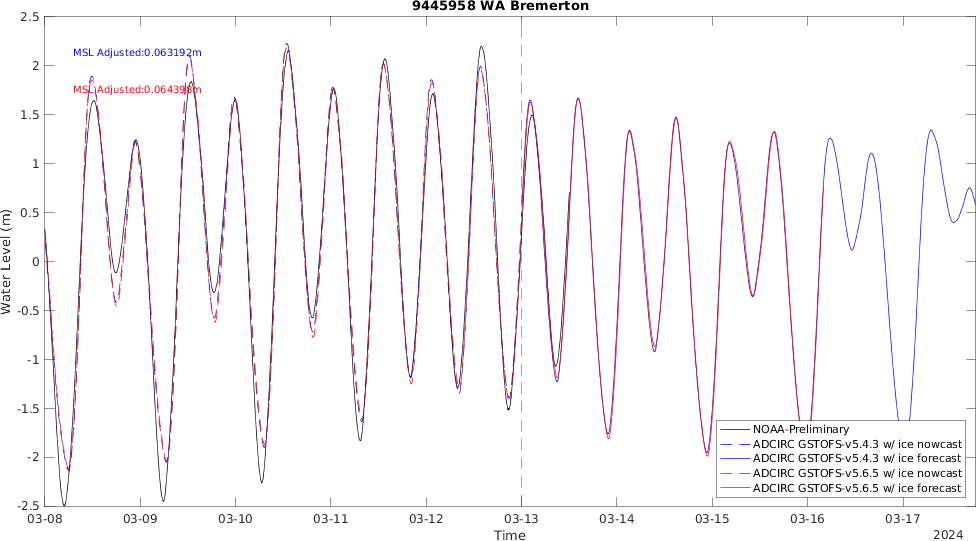 9445958 WA Bremerton
MSL Adjusted:0.063192m
MSL Adjusted:0.064398m
Water Level (m)
2.5
2
1.5
1
0.5
0
-0.5
-1
-1.5
-2
-2.5
NOAA-Preliminary
ADCIRC GSTOFS-v5.4.3 w/ ice nowcast
ADCIRC GSTOFS-v5.4.3 w/ ice forecast
ADCIRC GSTOFS-v5.6.5 w/ ice nowcast
ADCIRC GSTOFS-v5.6.5 w/ ice forecast
03-08 03-09 03-10 03-11 03-12 03-13 03-14 03-15 03-16 03-17
Time
2024